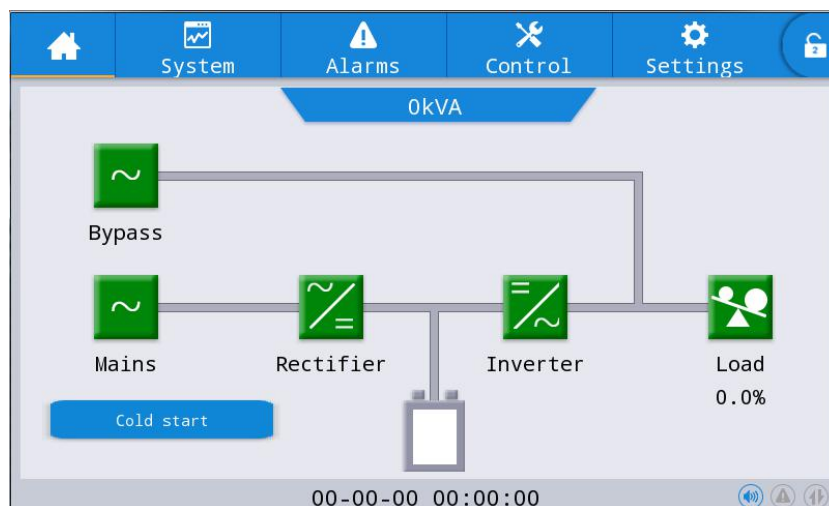 System Alarms Control Settings 2
0kVA
Bypass
Mains Rectifier Inverter Load
0.0%
Cold start
00-00-00 00:00:00